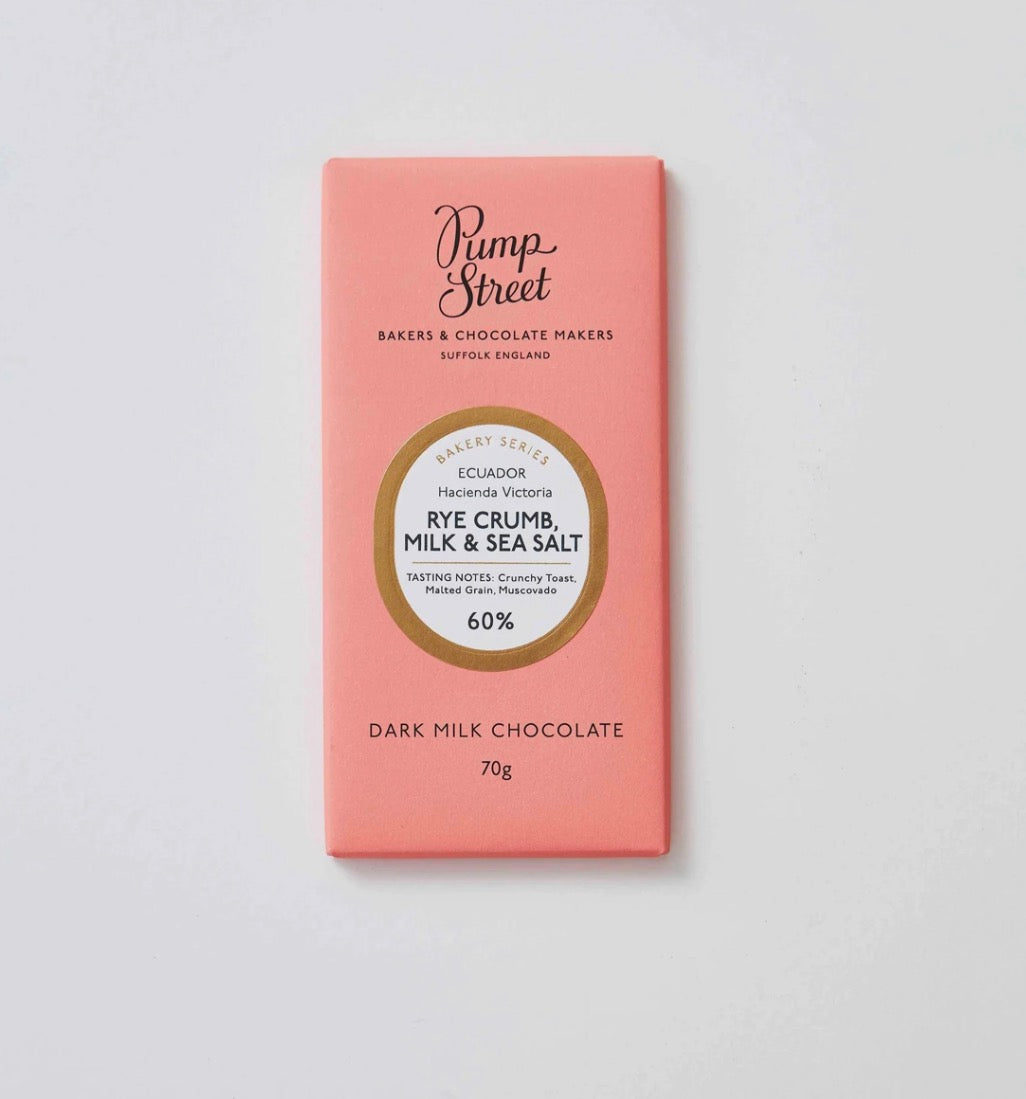 Pump
Street
BAKERS & CHOCOLATE MAKERS
SUFFOLK ENGLAND
BAKERY SERIES
ECUADOR
Hacienda Victoria
RYE CRUMB,
MILK & SEA SALT
TASTING NOTES: Crunchy Toast,
Malted Grain, Muscovado
60%
DARK MILK CHOCOLATE
70g